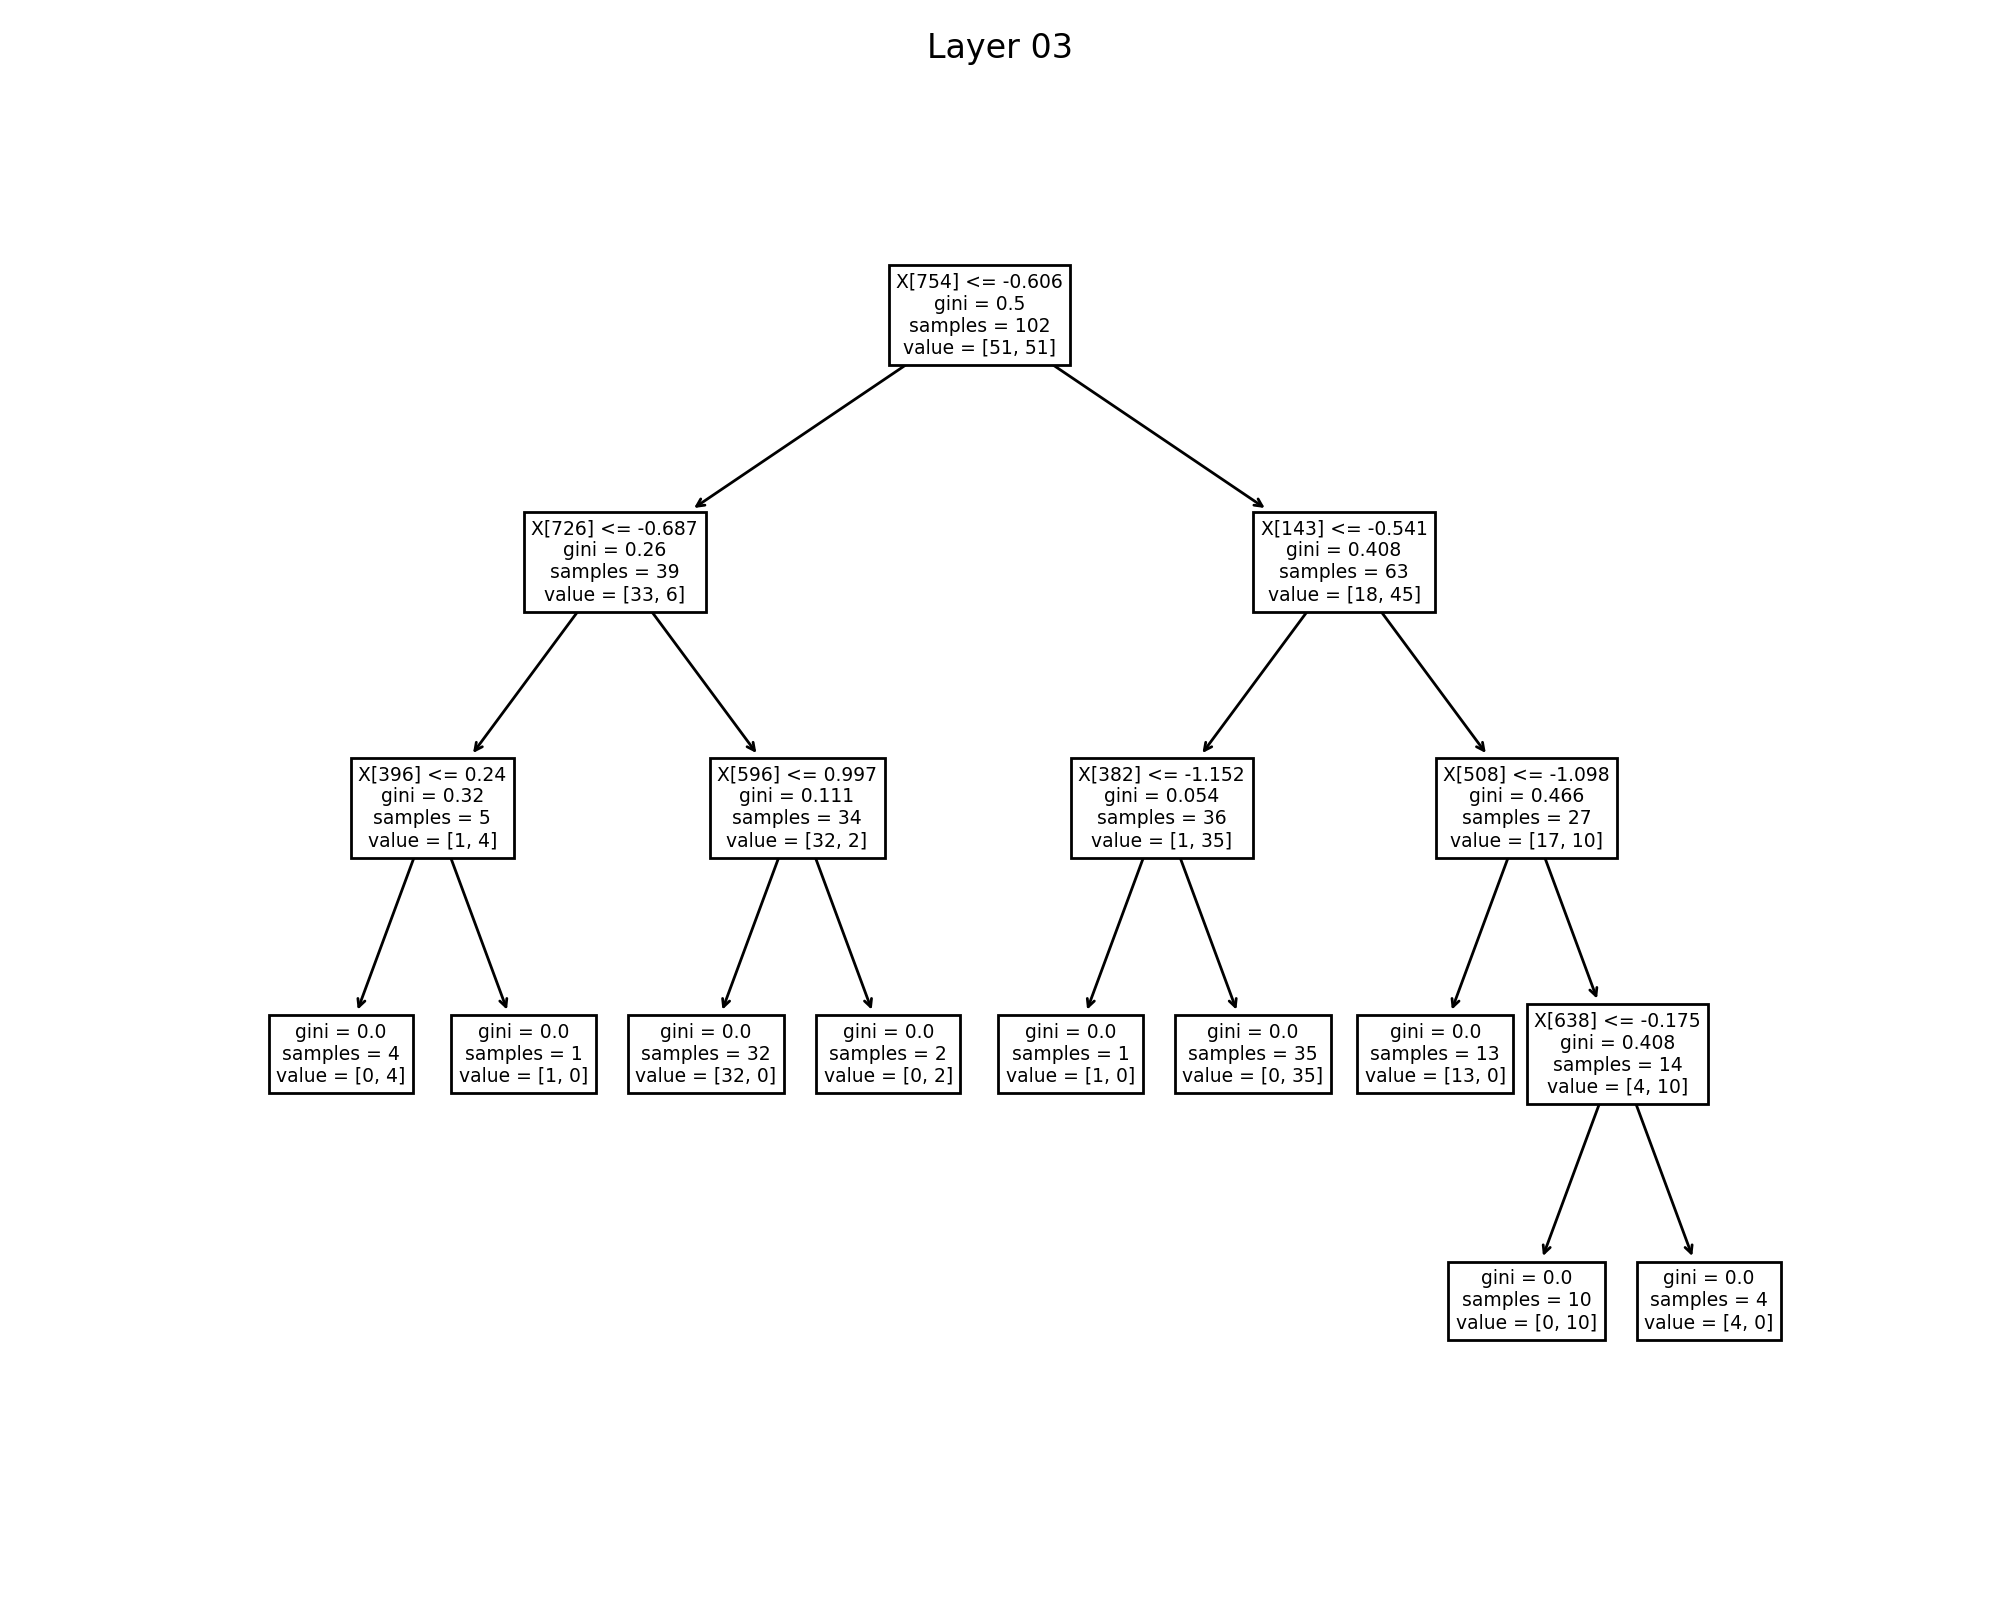 Layer 03
X[754] <= -0.606
gini = 0.5
samples = 102
value = [51, 51]
X[726] <= -0.687
gini = 0.26
samples = 39
value = [33, 6]
X[143] <= -0.541
gini = 0.408
samples = 63
value = [18, 45]
X[396] <= 0.24
gini = 0.32
samples = 5
value = [1, 4]
X[596] <= 0.997
gini = 0.111
samples = 34
value = [32, 2]
X[382] <= -1.152
gini = 0.054
samples = 36
value = [1, 35]
X[508] <= -1.098
gini = 0.466
samples = 27
value = [17, 10]
gini = 0.0
samples = 4
value = [0, 4]
gini = 0.0
samples = 1
value = [1, 0]
gini = 0.0
samples = 32
value = [32, 0]
gini = 0.0
samples = 2
value = [0, 2]
gini = 0.0
samples = 1
value = [1, 0]
gini = 0.0
samples = 35
value = [0, 35]
gini = 0.0
samples = 13
value = [13, 0]
X[638] <= -0.175
gini = 0.408
samples = 14
value = [4, 10]
gini = 0.0
samples = 10
value = [0, 10]
gini = 0.0
samples = 4
value = [4, 0]